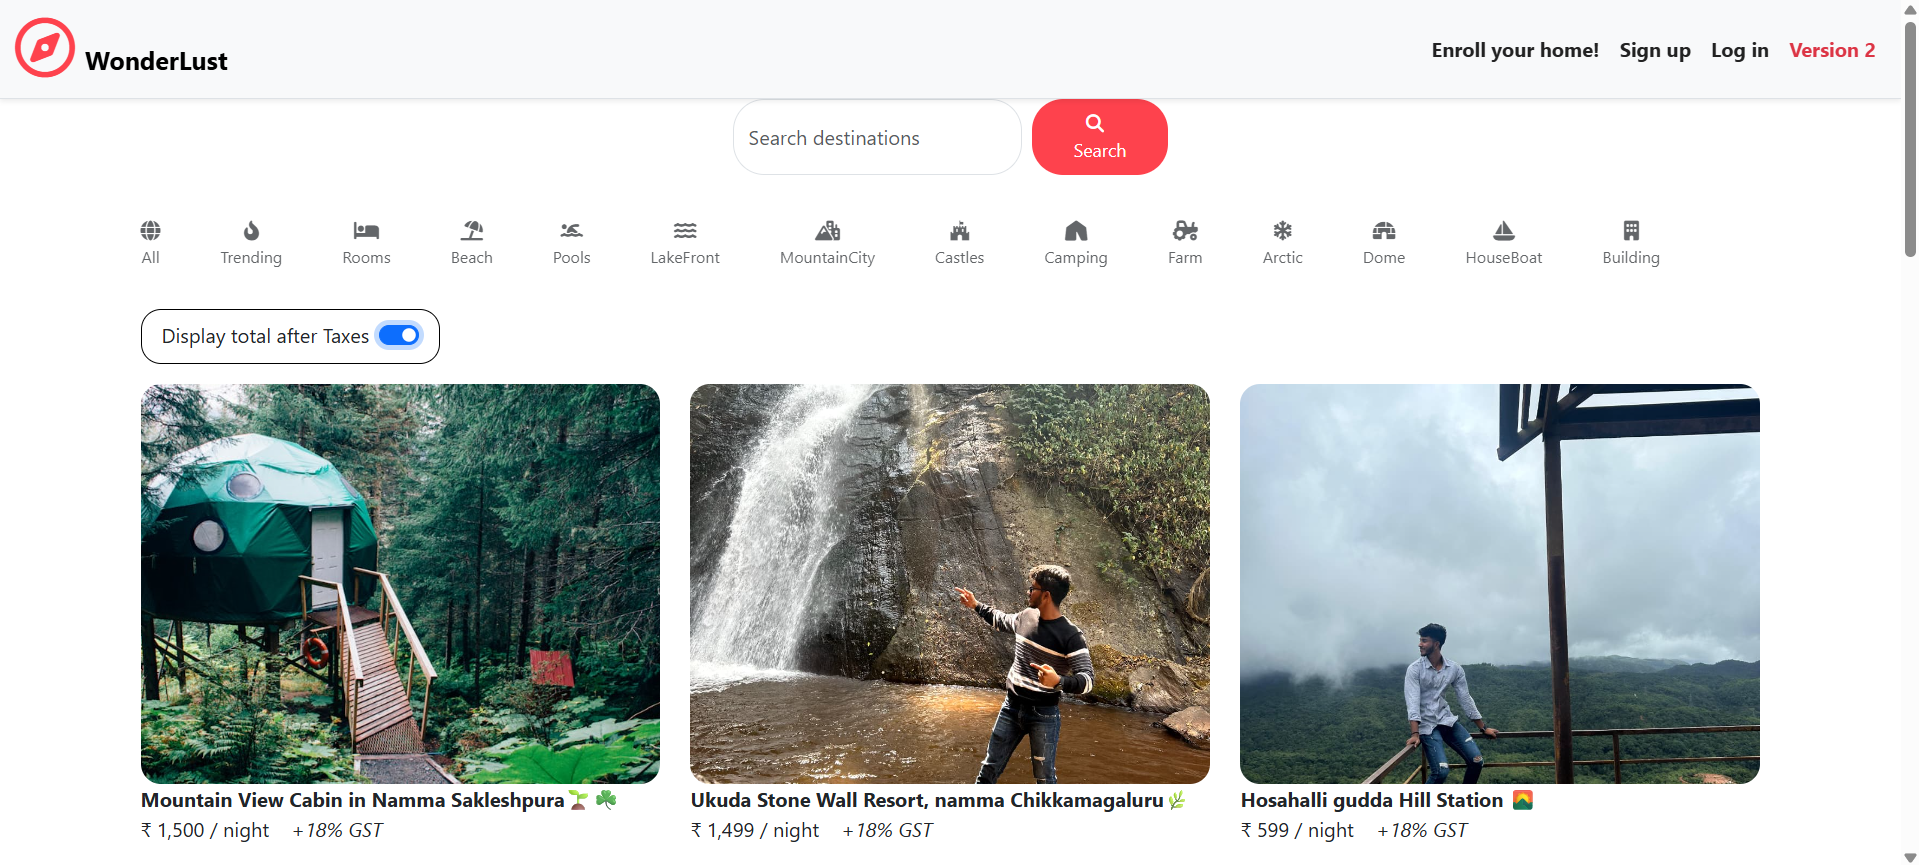 WonderLust
Enroll your home! Sign up Log in Version 2
Search destinations
Search
All Trending Rooms Beach Pools LakeFront MountainCity Castles Camping Farm Arctic Dome HouseBoat Building
Display total after Taxes
Mountain View Cabin in Namma Sakleshpura🌱 ☘️
₹ 1,500 / night +18% GST
Ukuda Stone Wall Resort, namma Chikkamagaluru🌿
₹ 1,499 / night +18% GST
Hosahalli gudda Hill Station 🌄
₹ 599 / night +18% GST